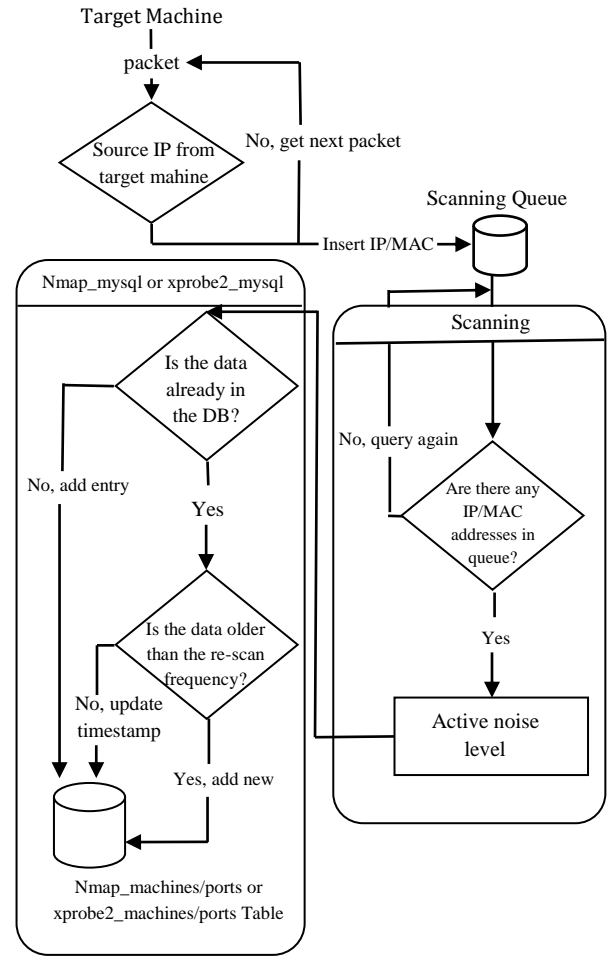 Target Machine
packet
Source IP from
target mahine
No, get next packet
Scanning Queue
Insert IP/MAC
Nmap_mysql or xprobe2_mysql
Is the data
already in
the DB?
No, add entry
Yes
Is the data older
than the re-scan
frequency?
No, update
timestamp
Yes, add new
Nmap_machines/ports or
xprobe2_machines/ports Table
Scanning
No, query again
Are there any
IP/MAC
addresses in
queue?
Yes
Active noise
level